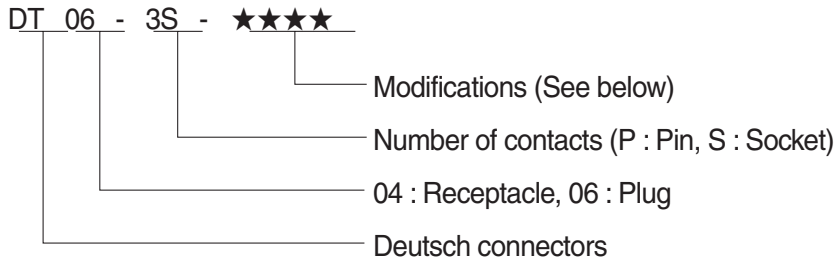 DT 06 - 3S - ★★★★
Modifications (See below)
Number of contacts (P : Pin, S : Socket)
04 : Receptacle, 06 : Plug
Deutsch connectors